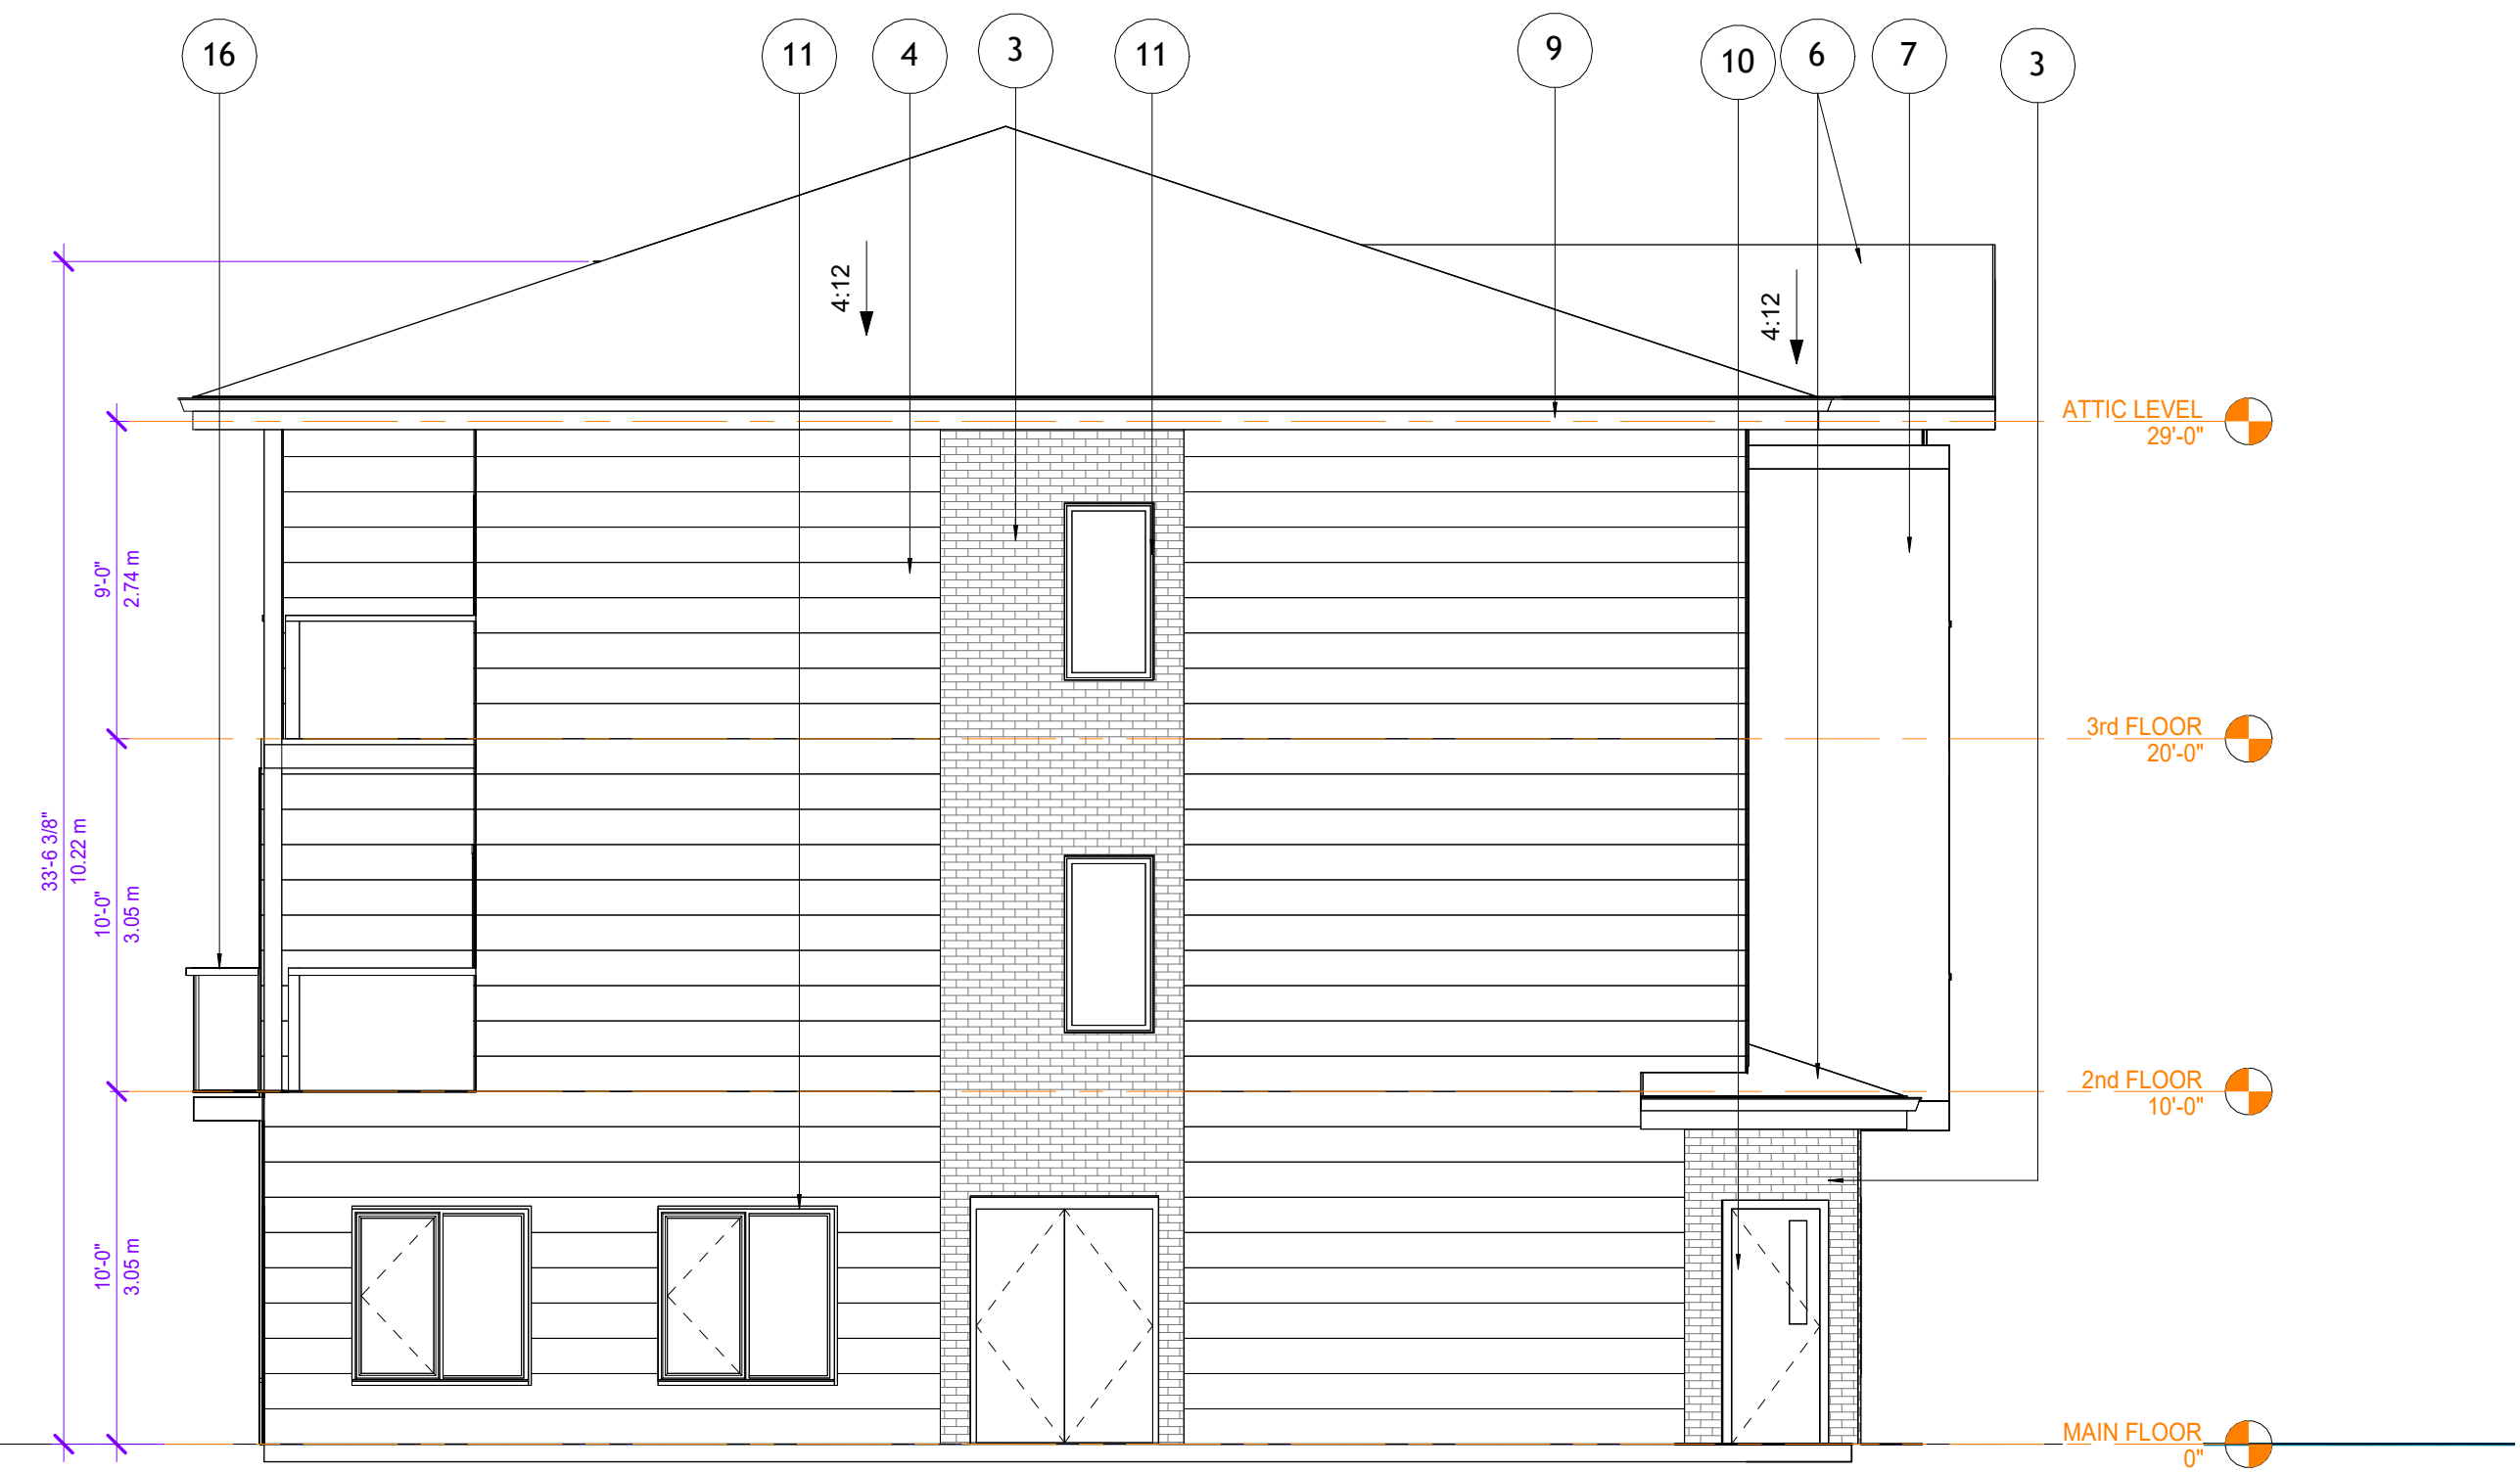 16
11
4
3
11
9
10
6
7
3
4:12
4:12
ATTIC LEVEL
29'-0"
9'-0"
2.74 m
3rd FLOOR
20'-0"
33'-6 3/8"
10.22 m
10'-0"
3.05 m
2nd FLOOR
10'-0"
10'-0"
3.05 m
MAIN FLOOR
0"